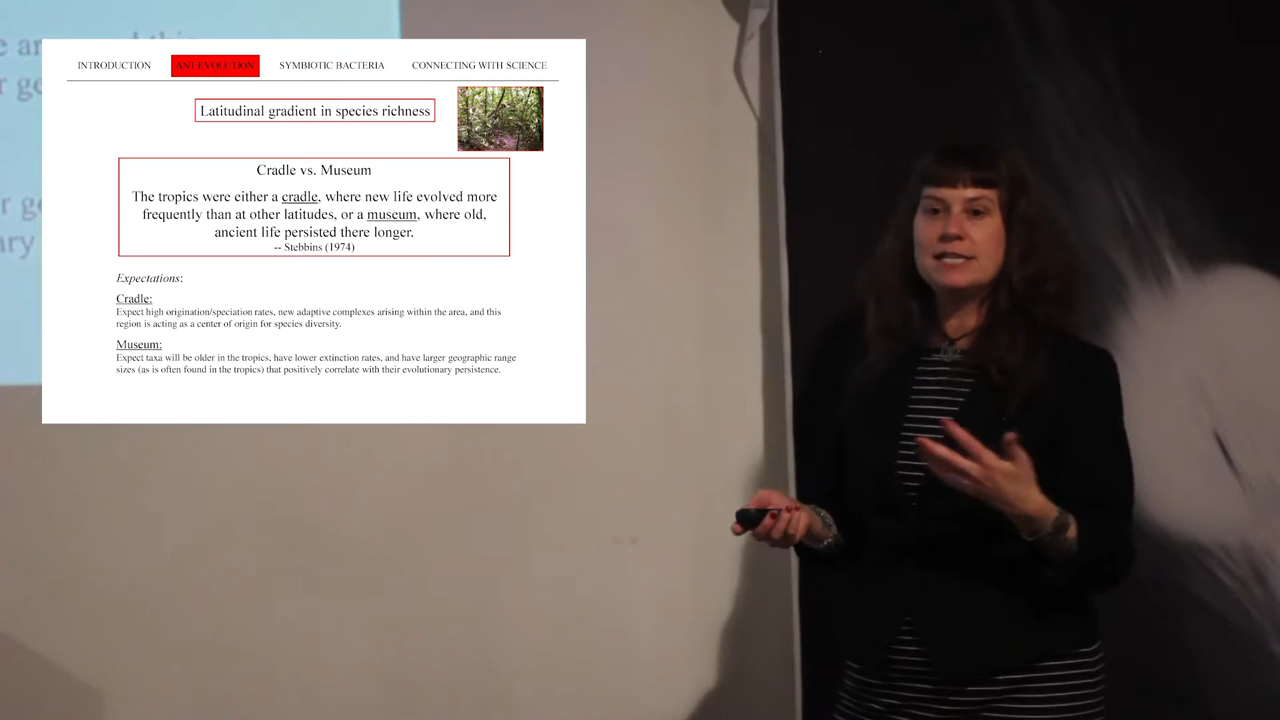 INTRODUCTION ANT EVOLUTION SYMBIOTIC BACTERIA CONNECTING WITH SCIENCE
Latitudinal gradient in species richness
Cradle vs. Museum
The tropics were either a cradle, where new life evolved more
frequently than at other latitudes, or a museum, where old,
ancient life persisted there longer.
-- Stebbins (1974)
Expectations:
Cradle:
Expect high origination/speciation rates, new adaptive complexes arising within the area, and this
region is acting as a center of origin for species diversity.
Museum:
Expect taxa will be older in the tropics, have lower extinction rates, and have larger geographic range
sizes (as is often found in the tropics) that positively correlate with their evolutionary persistence.